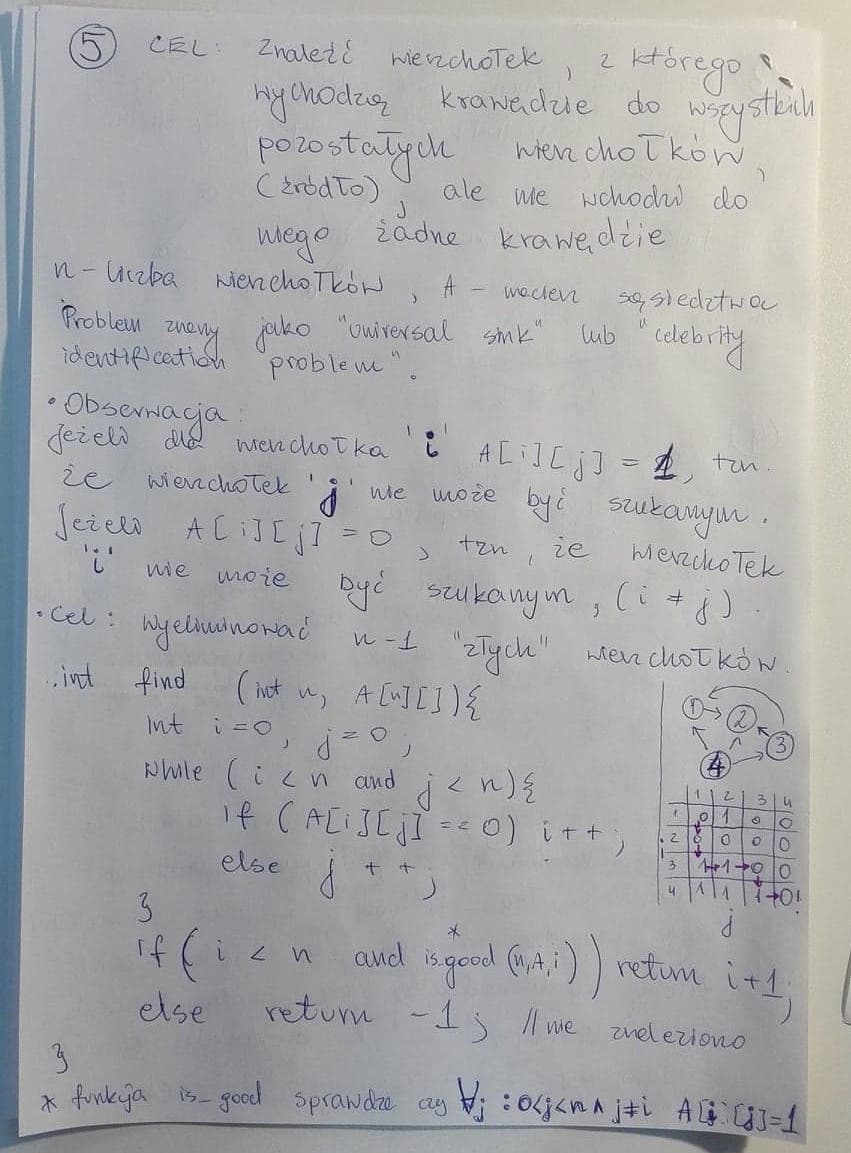 5 CEL: Znaleźć wierzchołek, z którego
wychodzą krawędzie do wszystkich
pozostałych wierzchołków,
(źródło), ale nie wchodzi do
niego żadne krawędzie
n - liczba wierzchołków, A - macierz sąsiedztwa
Problem znany jako "universal sink" lub "celebrity
identification problem".
• Obserwacja:
Jeżeli dla wierzchołka 'i' A[i][j] = 1, tzn.
że wierzchołek 'j' nie może być szukanym.
Jeżeli A[i][j] = 0, tzn, że wierzchołek
'i' nie może być szukanym, (i ≠ j).
• Cel: wyeliminować n-1 "złych" wierzchołków.
int find (int n, A[n][]){
int i=0, j=0;
while (i < n and j < n){
if (A[i][j] == 0) i++;
else j++;
}
if (i < n and is_good* (n,A,i)) return i+1;
else return -1; // nie znaleziono
}
1 2 3 4
1 2 3 4
1 0 1 0 0
2 0 0 0 0
3 1 1 0 0
4 1 1 1 0!
i
j
* funkcja is_good sprawdza czy ∀j : 0<j<n ∧ j≠i A[i][j]=1